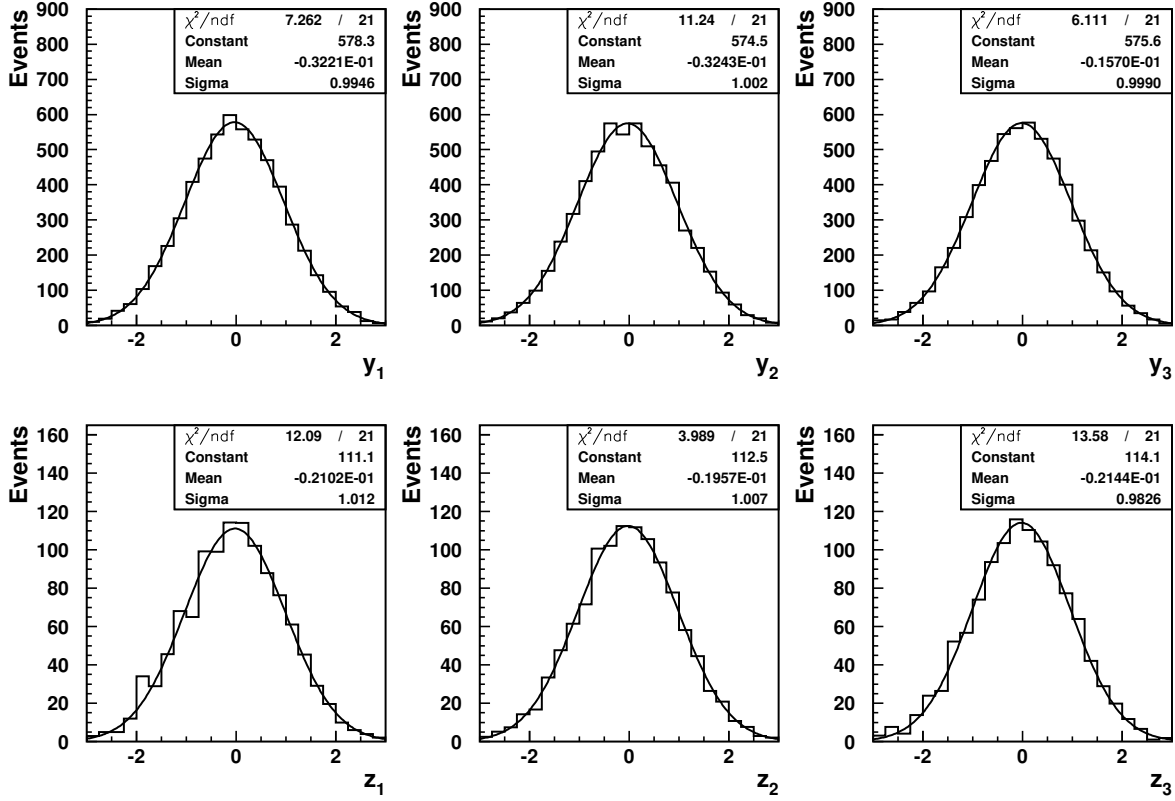 Events
900
800
700
600
500
400
300
200
100
0
-2 0 2
y1
χ²/ndf 7.262 / 21
Constant 578.3
Mean -0.3221E-01
Sigma 0.9946
Events
900
800
700
600
500
400
300
200
100
0
-2 0 2
y2
χ²/ndf 11.24 / 21
Constant 574.5
Mean -0.3243E-01
Sigma 1.002
Events
900
800
700
600
500
400
300
200
100
0
-2 0 2
y3
χ²/ndf 6.111 / 21
Constant 575.6
Mean -0.1570E-01
Sigma 0.9990
Events
160
140
120
100
80
60
40
20
0
-2 0 2
z1
χ²/ndf 12.09 / 21
Constant 111.1
Mean -0.2102E-01
Sigma 1.012
Events
160
140
120
100
80
60
40
20
0
-2 0 2
z2
χ²/ndf 3.989 / 21
Constant 112.5
Mean -0.1957E-01
Sigma 1.007
Events
160
140
120
100
80
60
40
20
0
-2 0 2
z3
χ²/ndf 13.58 / 21
Constant 114.1
Mean -0.2144E-01
Sigma 0.9826